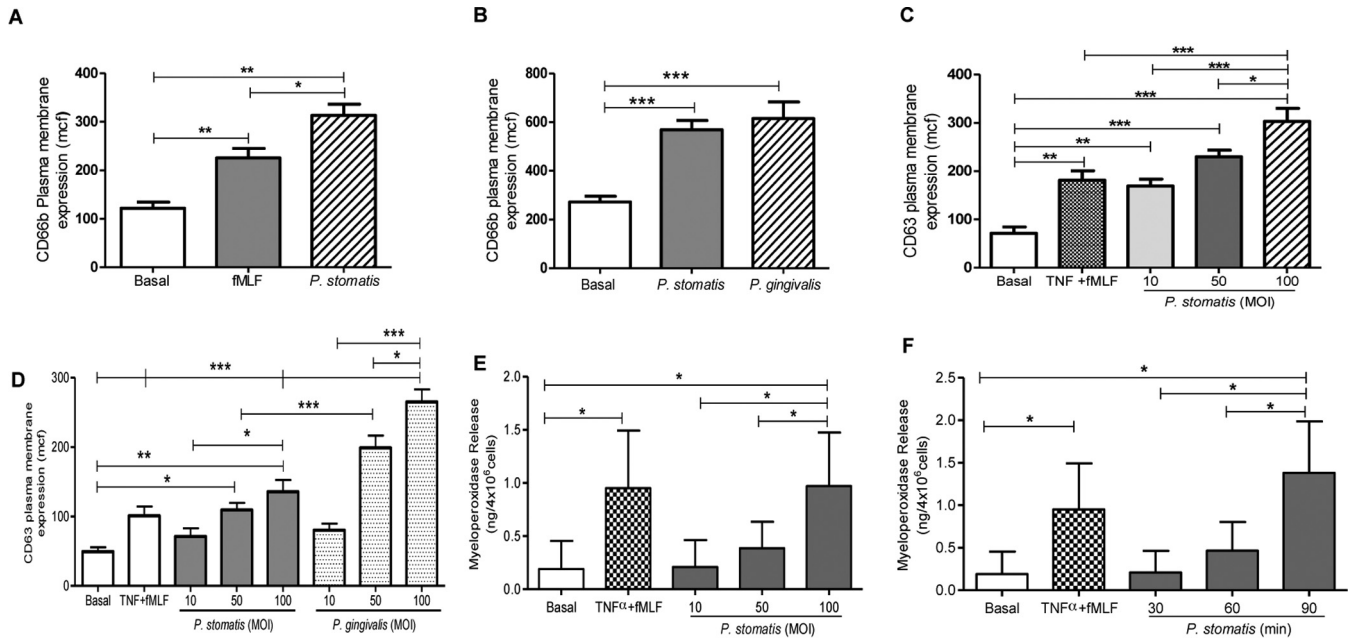 A
CD66b Plasma membrane
expression (mcf)
400
300
200
100
0
**
*
**
Basal fMLF P. stomatis
B
CD66b plasma membrane
expression (mcf)
800
600
400
200
0
***
***
Basal P. stomatis P. gingivalis
C
CD63 plasma membrane
expression (mcf)
400
300
200
100
0
***
***
*
***
***
**
**
Basal TNF +fMLF 10 50 100
P. stomatis (MOI)
D
CD63 plasma membrane
expression (mcf)
300
200
100
0
***
*
***
***
*
**
*
Basal TNF+fMLF 10 50 100 10 50 100
P. stomatis (MOI) P. gingivalis (MOI)
E
Myeloperoxidase Release
(ng/4x10⁶cells)
2.0
1.5
1.0
0.5
0.0
*
*
*
*
Basal TNFα+fMLF 10 50 100
P. stomatis (MOI)
F
Myeloperoxidase Release
(ng/4x10⁶cells)
2.5
2.0
1.5
1.0
0.5
0.0
*
*
*
*
Basal TNFα+fMLF 30 60 90
P. stomatis (min)